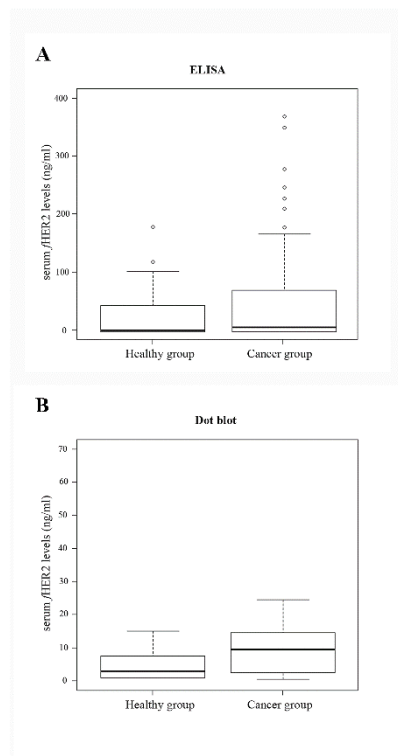 A
ELISA
serum fHER2 levels (ng/ml)
400
300
200
100
0
Healthy group
Cancer group
B
Dot blot
serum fHER2 levels (ng/ml)
70
60
50
40
30
20
10
0
Healthy group
Cancer group